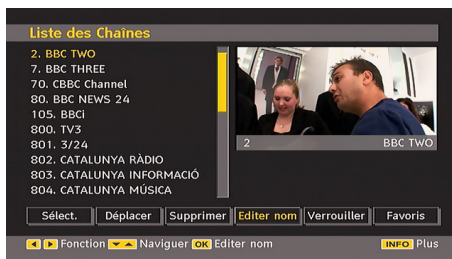 Liste des Chaînes
2. BBC TWO
7. BBC THREE
70. CBBC Channel
80. BBC NEWS 24
105. BBCi
800. TV3
801. 3/24
802. CATALUNYA RÀDIO
803. CATALUNYA INFORMACIÓ
804. CATALUNYA MÚSICA
2 BBC TWO
Sélect. Déplacer Supprimer Editer nom Verrouiller Favoris
Fonction Naviguer OK Editer nom INFO Plus